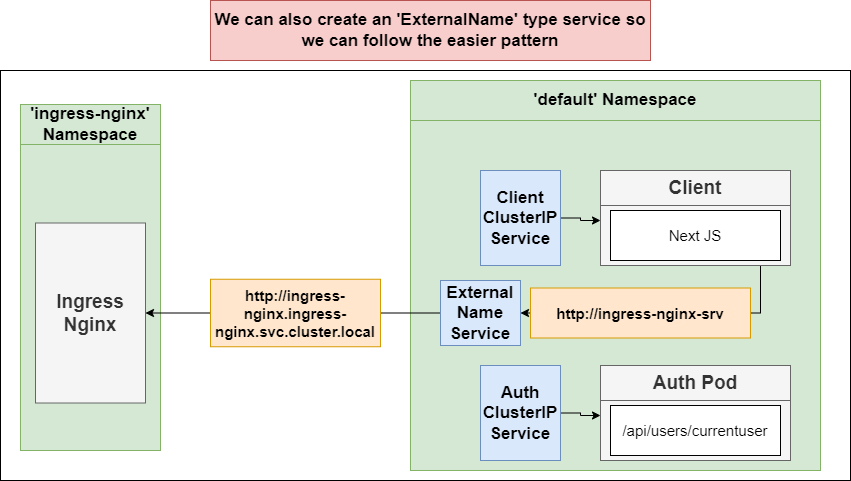 We can also create an 'ExternalName' type service so
we can follow the easier pattern
'ingress-nginx'
Namespace
Ingress
Nginx
http://ingress-
nginx.ingress-
nginx.svc.cluster.local
'default' Namespace
Client
ClusterIP
Service
Client
Next JS
External
Name
Service
http://ingress-nginx-srv
Auth
ClusterIP
Service
Auth Pod
/api/users/currentuser